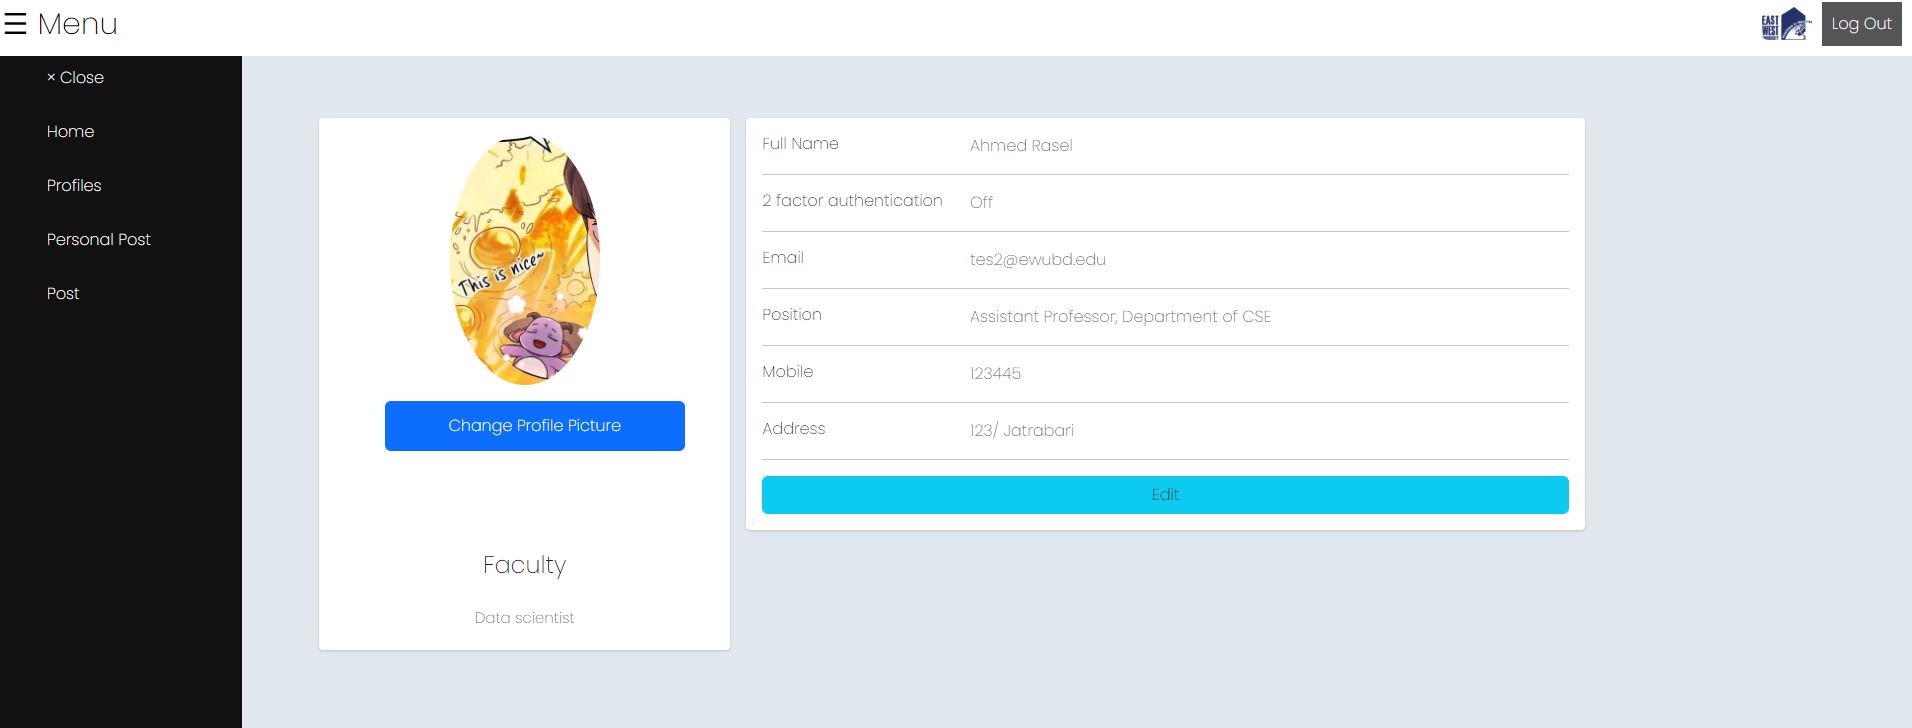 ☰ Menu
EAST
WEST
Log Out
× Close
Home
Profiles
Personal Post
Post
This is nice~
Change Profile Picture
Faculty
Data scientist
Full Name Ahmed Rasel
2 factor authentication Off
Email tes2@ewubd.edu
Position Assistant Professor, Department of CSE
Mobile 123445
Address 123/ Jatrabari
Edit